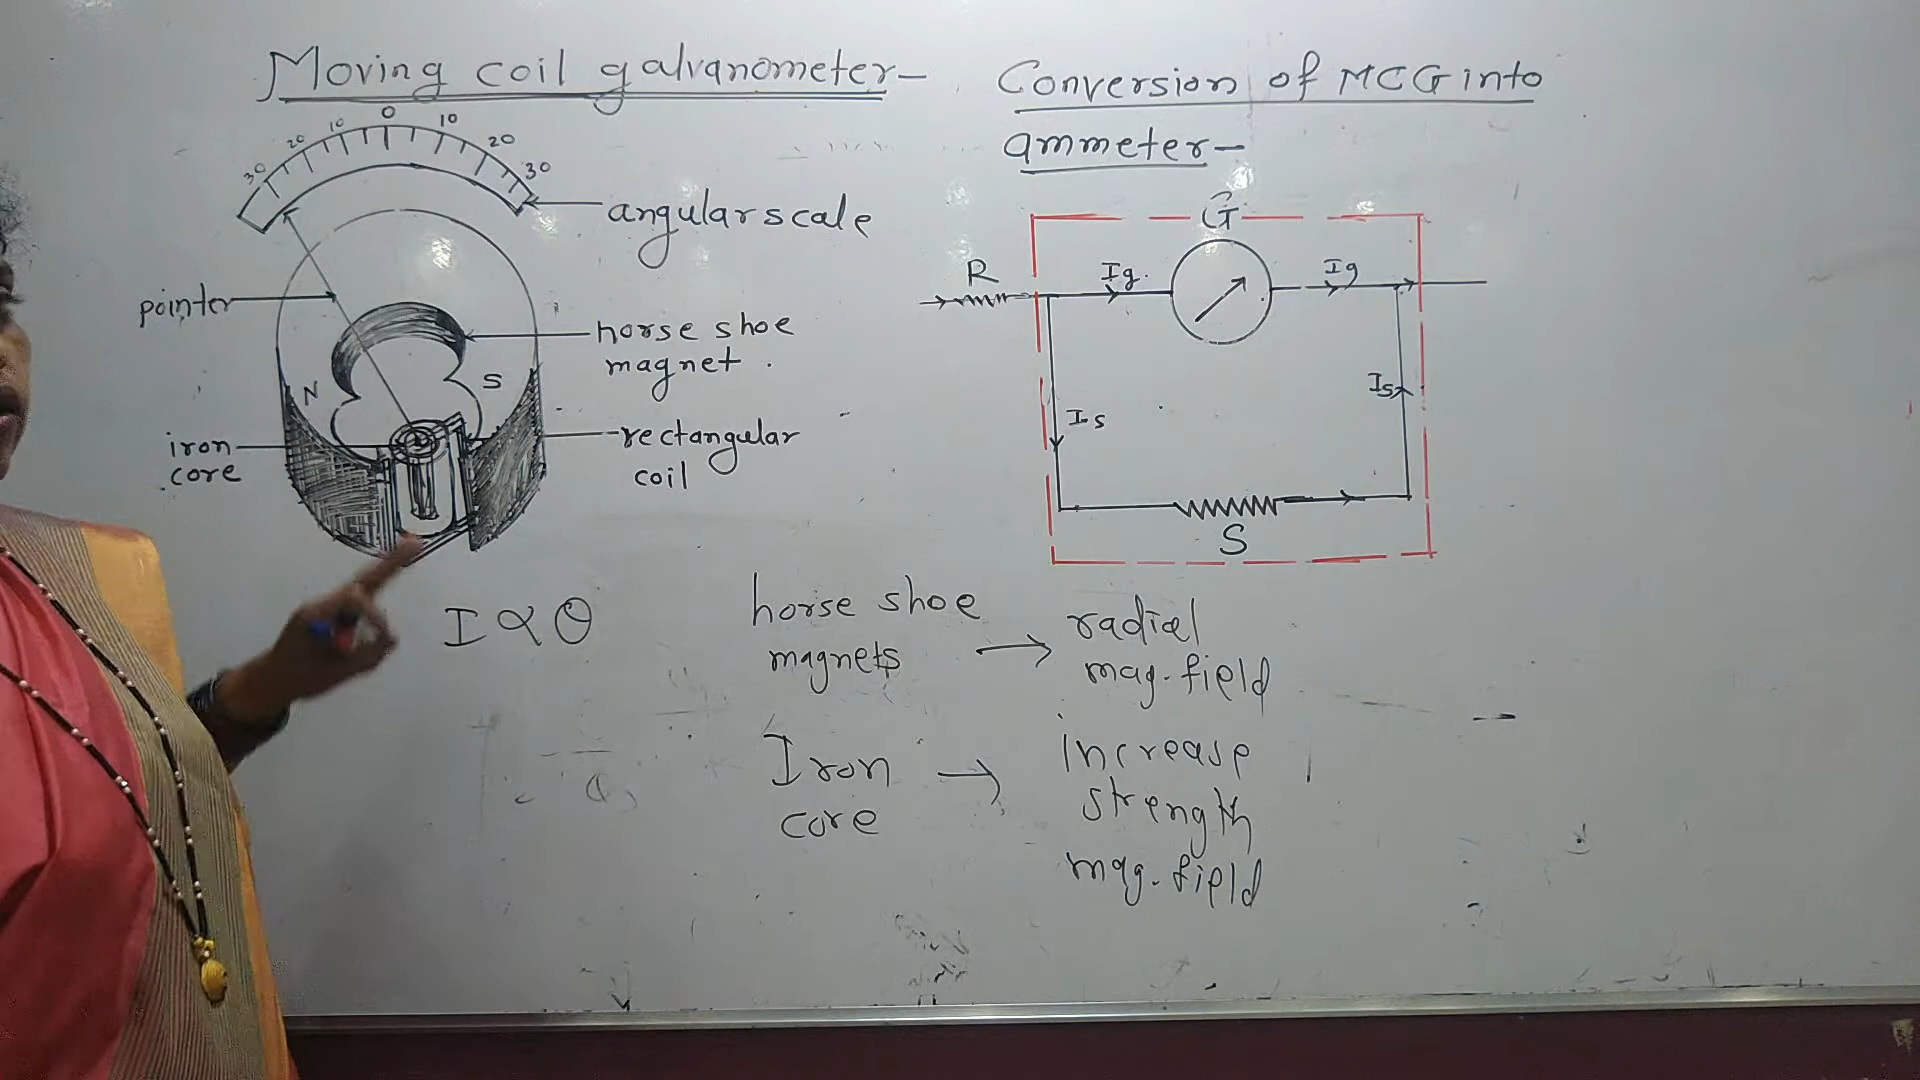 Moving coil galvanometer-
30 20 10 0 10 20 30
angular scale
pointer
horse shoe
magnet.
N S
iron
core
rectangular
coil
I ∝ θ
Conversion of MCG into
ammeter-
G
R Ig. Ig
Is Is
S
horse shoe
magnets → radial
mag. field
Iron
core → increase
strength
mag. field